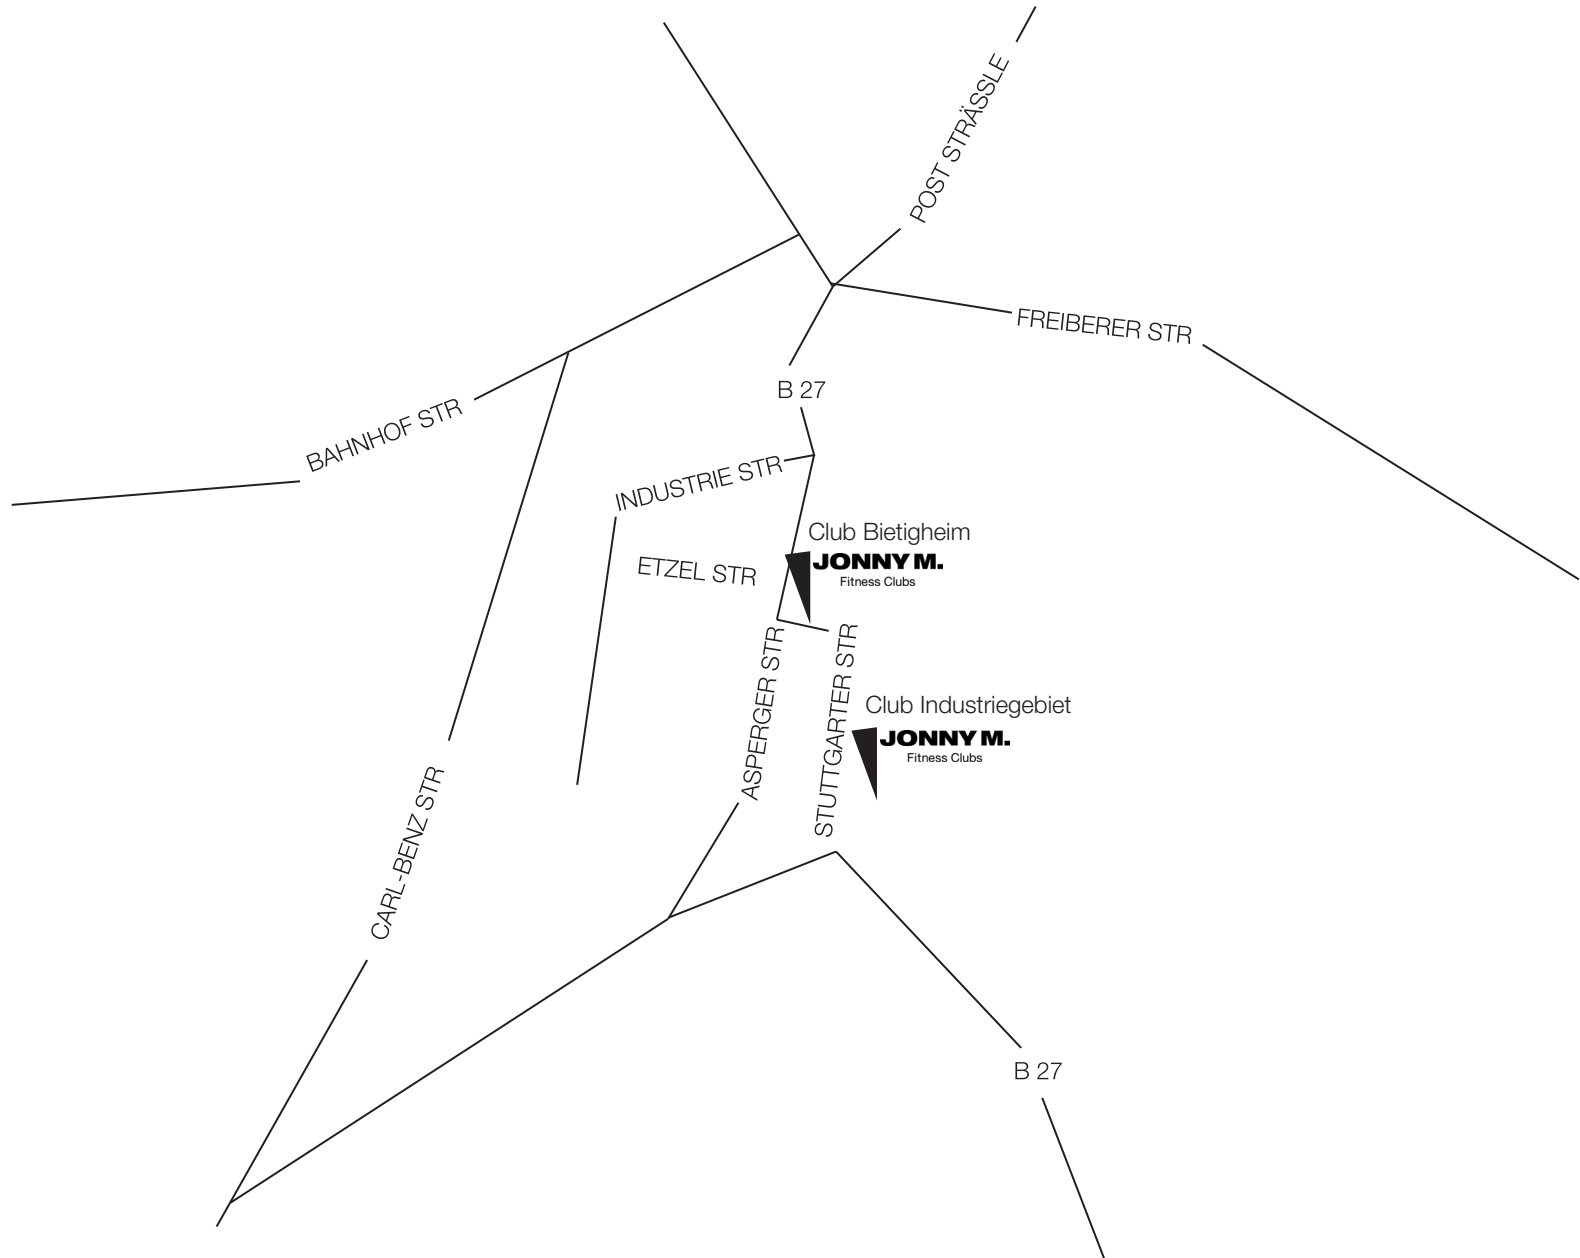 POST STRÄSSLE
FREIBERER STR
B 27
BAHNHOF STR
INDUSTRIE STR
Club Bietigheim
JONNY M.
Fitness Clubs
ETZEL STR
ASPERGER STR
STUTTGARTER STR
Club Industriegebiet
JONNY M.
Fitness Clubs
CARL-BENZ STR
B 27